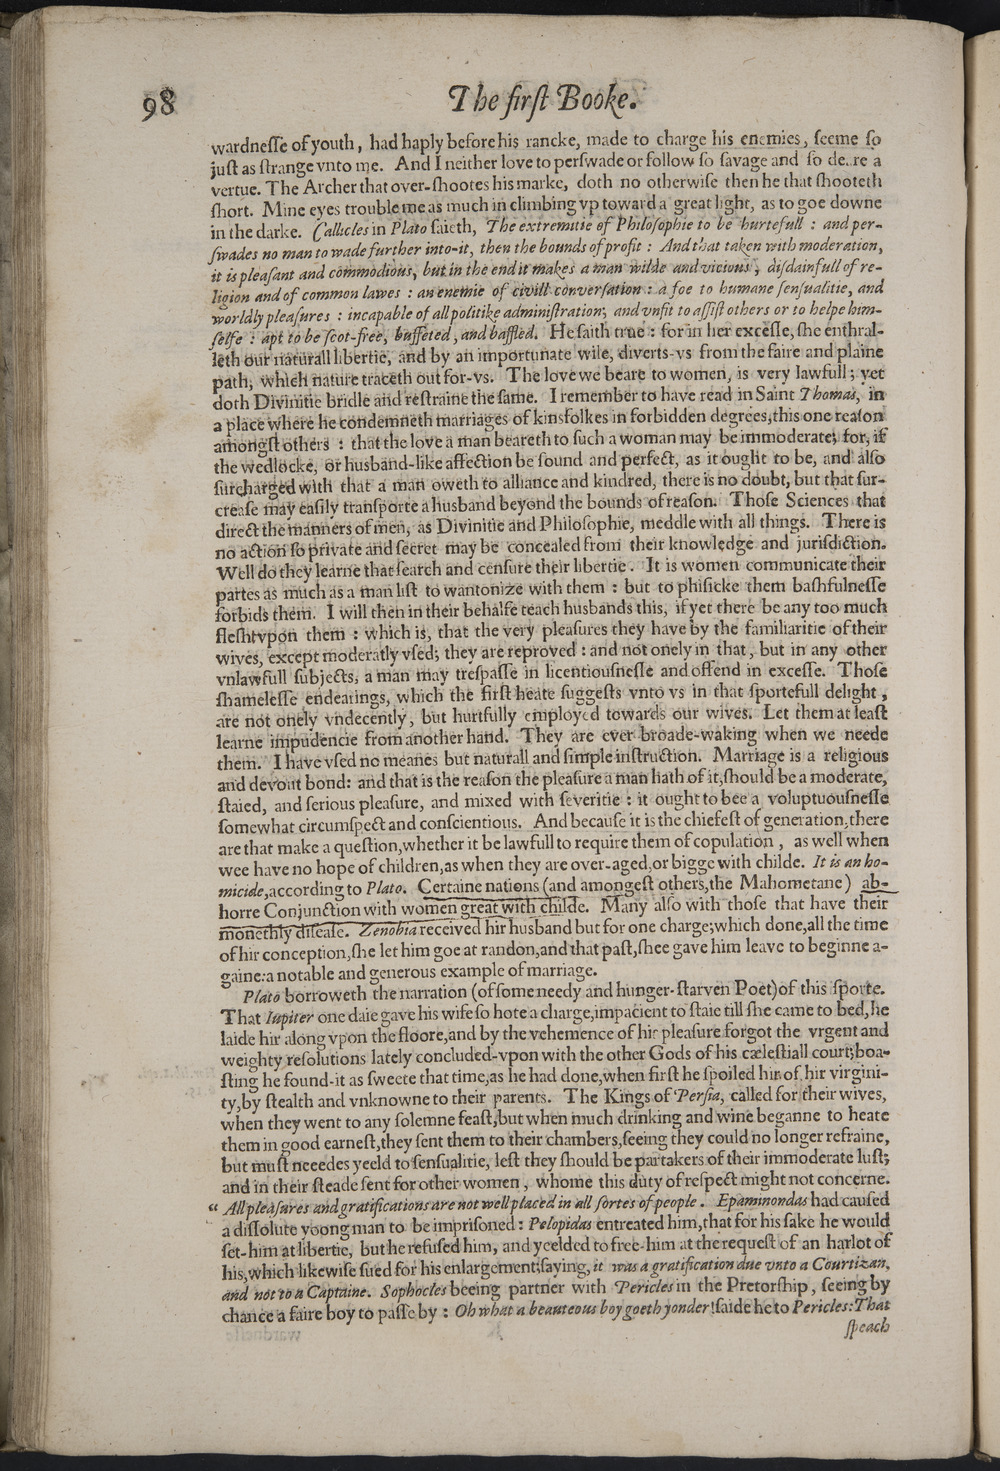 98 The firſt Booke.
wardneſſe of youth, had haply before his rancke, made to charge his enemies, ſeeme ſo
juſt as ſtrange vnto me. And I neither love to perſwade or follow ſo ſavage and ſo deare a
vertue. The Archer that over-ſhootes his marke, doth no otherwiſe then he that ſhooteth
ſhort. Mine eyes trouble me as much in climbing vp toward a great light, as to goe downe
in the darke. Callicles in Plato ſaieth, The extremitie of Philoſophie to be hurtefull : and per-
ſwades no man to wade further into-it, then the bounds of profit : And that taken with moderation,
it is pleaſant and commodious, but in the end it makes a man wilde and vicious, diſdainfull of re-
ligion and of common lawes : an enemie of civill converſation : a foe to humane ſenſualitie, and
worldly pleaſures : incapable of all politike adminiſtration; and vnfit to aſſiſt others or to helpe him-
ſelfe : apt to be ſcot-free, buffeted, and baffled. He ſaith true : for in her exceſſe, ſhe enthral-
leth our naturall libertie, and by an importunate wile, diverts-vs from the faire and plaine
path, which nature traceth out for-vs. The love we beare to women, is very lawfull; yet
doth Divinitie bridle and reſtraine the ſame. I remember to have read in Saint Thomas, in
a place where he condemneth marriages of kinsfolkes in forbidden degrees, this one reaſon
amongſt others : that the love a man beareth to ſuch a woman may be immoderate; for, if
the wedlocke, or husband-like affection be ſound and perfect, as it ought to be, and alſo
ſurcharged with that a man oweth to alliance and kindred, there is no doubt, but that ſur-
creaſe may eaſily tranſporte a husband beyond the bounds of reaſon. Thoſe Sciences that
direct the manners of men, as Divinitie and Philoſophie, meddle with all things. There is
no action ſo private and ſecret may be concealed from their knowledge and juriſdiction.
Well do they learne that ſearch and cenſure their libertie. It is women communicate their
partes as much as a man liſt to wantonize with them : but to phiſicke them baſhfulneſſe
forbids them. I will then in their behalfe teach husbands this, if yet there be any too much
fleſht vpon them : which is, that the very pleaſures they have by the familiaritie of their
wives, except moderatly vſed; they are reproved : and not onely in that, but in any other
vnlawfull ſubjects, a man may treſpaſſe in licentiouſneſſe and offend in exceſſe. Thoſe
ſhameleſſe endearings, which the firſt heate ſuggeſts vnto vs in that ſportefull delight,
are not onely vndecently, but hurtfully employed towards our wives. Let them at leaſt
learne impudencie from another hand. They are ever broade-waking when we neede
them. I have vſed no meanes but naturall and ſimple inſtruction. Marriage is a religious
and devout bond: and that is the reaſon the pleaſure a man hath of it, ſhould be a moderate,
ſtaied, and ſerious pleaſure, and mixed with ſeveritie : it ought to bee a voluptuouſneſſe
ſomewhat circumſpect and conſcientious. And becauſe it is the chiefeſt of generation, there
are that make a queſtion, whether it be lawfull to require them of copulation, as well when
wee have no hope of children, as when they are over-aged, or bigge with childe. It is an ho-
micide, according to Plato. Certaine nations (and amongeſt others, the Mahometane) ab-
horre Conjunction with women great with childe. Many alſo with thoſe that have their
monethly diſeaſe. Zenobia received hir husband but for one charge; which done, all the time
of hir conception, ſhe let him goe at randon, and that paſt, ſhee gave him leave to beginne a-
gaine: a notable and generous example of marriage.
Plato borroweth the narration (of ſome needy and hunger-ſtarven Poet) of this ſporte.
That Iupiter one daie gave his wife ſo hote a charge, impacient to ſtaie till ſhe came to bed, he
laide hir along vpon the floore, and by the vehemence of hir pleaſure forgot the vrgent and
weighty reſolutions lately concluded-vpon with the other Gods of his cæleſtiall court; boa-
ſting he found-it as ſweete that time, as he had done, when firſt he ſpoiled hir of hir virgini-
ty, by ſtealth and vnknowne to their parents. The Kings of Perſia, called for their wives,
when they went to any ſolemne feaſt, but when much drinking and wine beganne to heate
them in good earneſt, they ſent them to their chambers, ſeeing they could no longer refraine,
but muſt neeedes yeeld to ſenſualitie, leſt they ſhould be partakers of their immoderate luſt;
and in their ſteade ſent for other women, whome this duty of reſpect might not concerne.
“ All pleaſures and gratifications are not well placed in all ſortes of people. Epaminondas had cauſed
a diſſolute yoong man to be impriſoned : Pelopidas entreated him, that for his ſake he would
ſet-him at libertie, but he refuſed him, and yeelded to free-him at the requeſt of an harlot of
his, which likewiſe ſued for his enlargement; ſaying, it was a gratification due vnto a Courtizan,
and not to a Captaine. Sophocles beeing partner with Pericles in the Pretorſhip, ſeeing by
chance a faire boy to paſſe by : Oh what a beauteous boy goeth yonder! ſaide he to Pericles: That
ſpeach